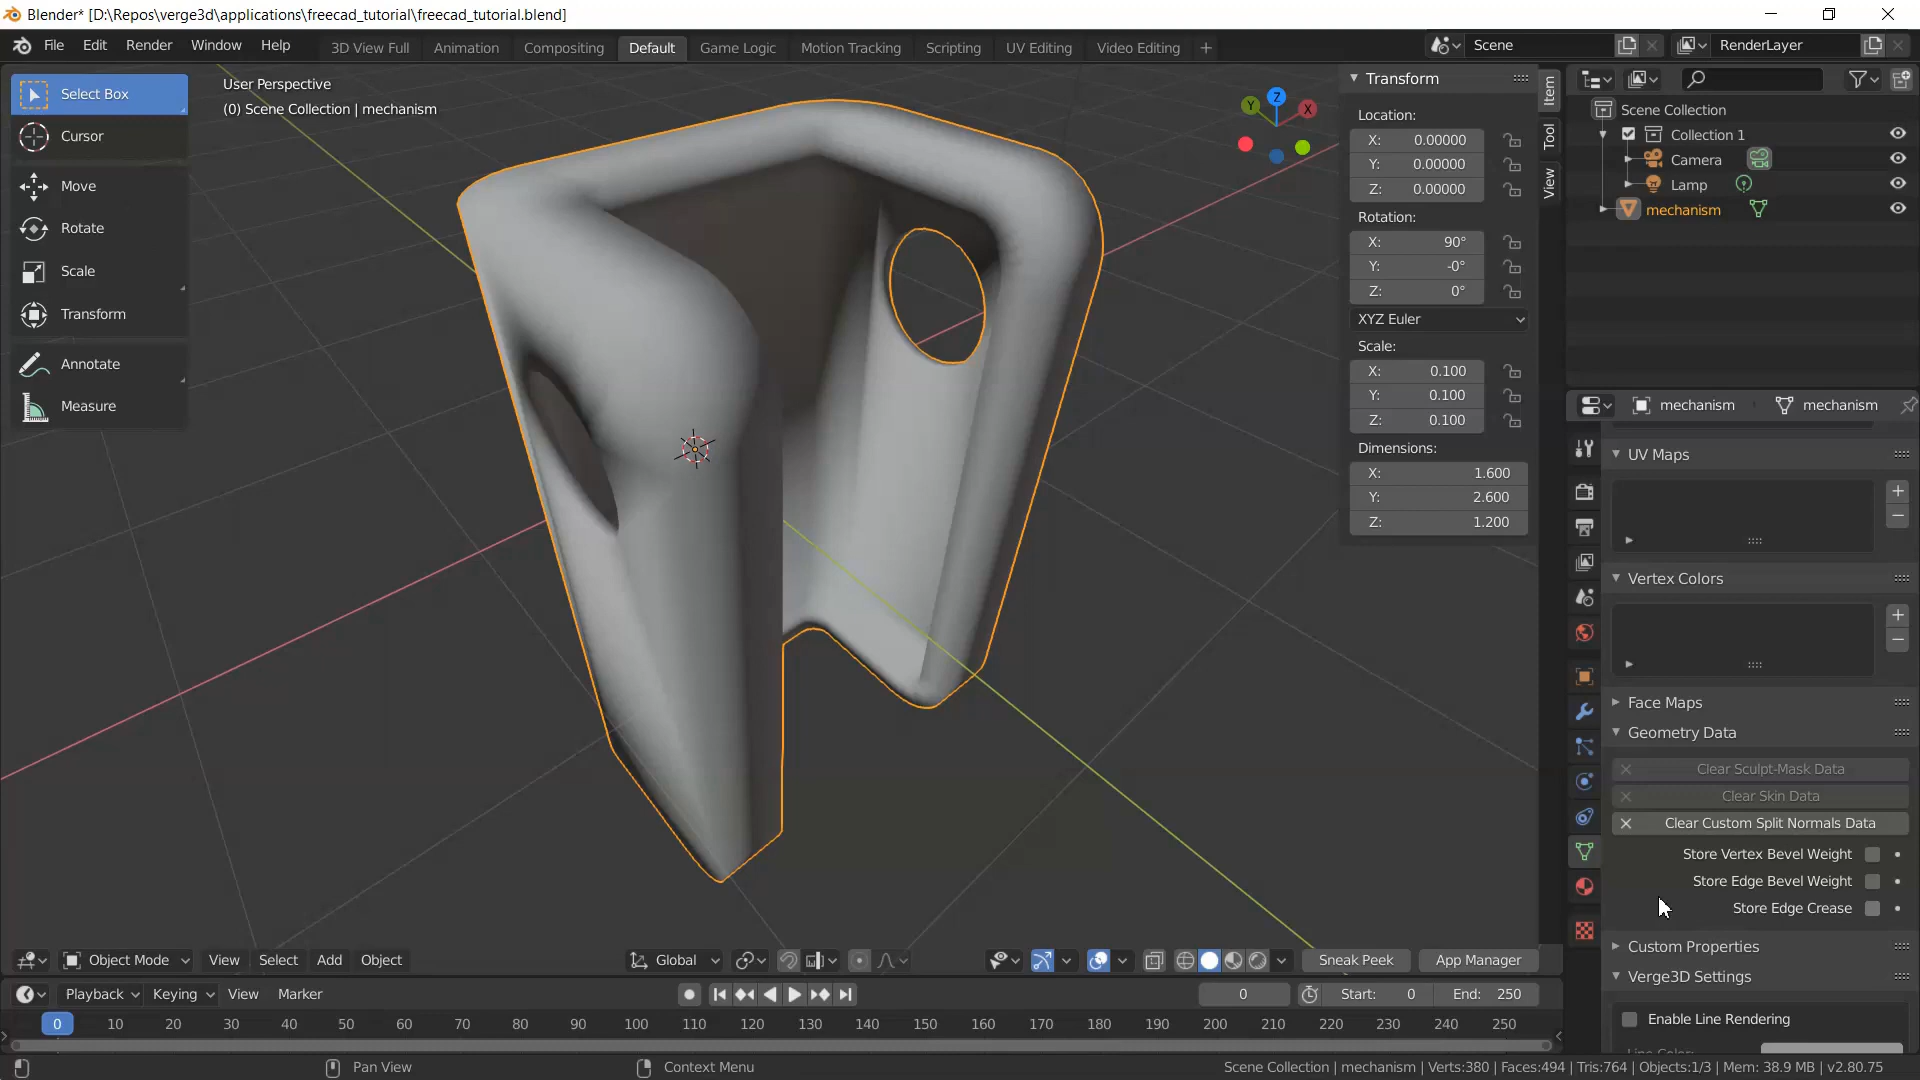 Blender* [D:\Repos\verge3d\applications\freecad_tutorial\freecad_tutorial.blend]
File Edit Render Window Help 3D View Full Animation Compositing Default Game Logic Motion Tracking Scripting UV Editing Video Editing + Scene RenderLayer
Select Box
Cursor
Move
Rotate
Scale
Transform
Annotate
Measure
User Perspective
(0) Scene Collection | mechanism
Y Z X
Transform
Location:
X: 0.00000
Y: 0.00000
Z: 0.00000
Rotation:
X: 90°
Y: -0°
Z: 0°
XYZ Euler
Scale:
X: 0.100
Y: 0.100
Z: 0.100
Dimensions:
X: 1.600
Y: 2.600
Z: 1.200
Item
Tool
View
Scene Collection
Collection 1
Camera
Lamp
mechanism
mechanism mechanism
UV Maps
Vertex Colors
Face Maps
Geometry Data
Clear Sculpt-Mask Data
Clear Skin Data
Clear Custom Split Normals Data
Store Vertex Bevel Weight
Store Edge Bevel Weight
Store Edge Crease
Custom Properties
Verge3D Settings
Enable Line Rendering
Line Color:
Object Mode View Select Add Object Global Sneak Peek App Manager
Playback Keying View Marker 0 Start: 0 End: 250
0 10 20 30 40 50 60 70 80 90 100 110 120 130 140 150 160 170 180 190 200 210 220 230 240 250
Pan View Context Menu Scene Collection | mechanism | Verts:380 | Faces:494 | Tris:764 | Objects:1/3 | Mem: 38.9 MB | v2.80.75